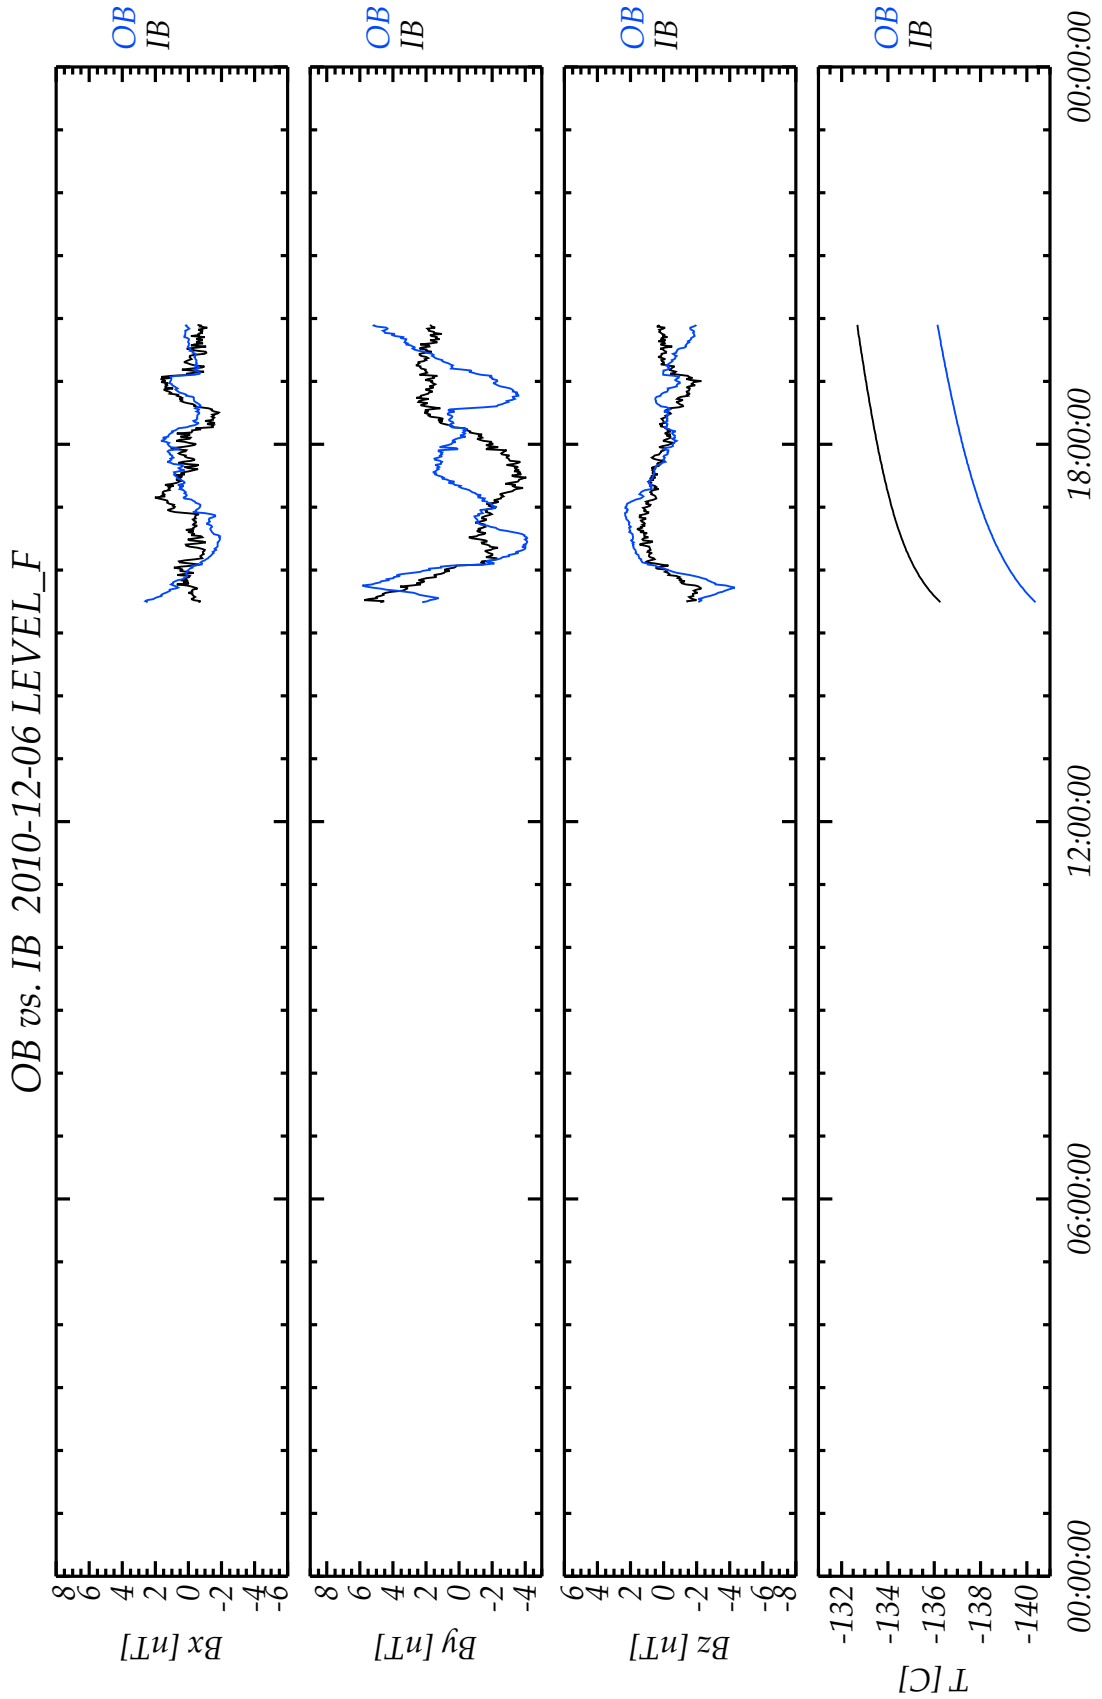 OB vs. IB 2010-12-06 LEVEL_F
Bx [nT]
8
6
4
2
0
-2
-4
-6
OB
IB
By [nT]
8
6
4
2
0
-2
-4
OB
IB
Bz [nT]
6
4
2
0
-2
-4
-6
-8
OB
IB
T [C]
-132
-134
-136
-138
-140
OB
IB
00:00:00 06:00:00 12:00:00 18:00:00 00:00:00